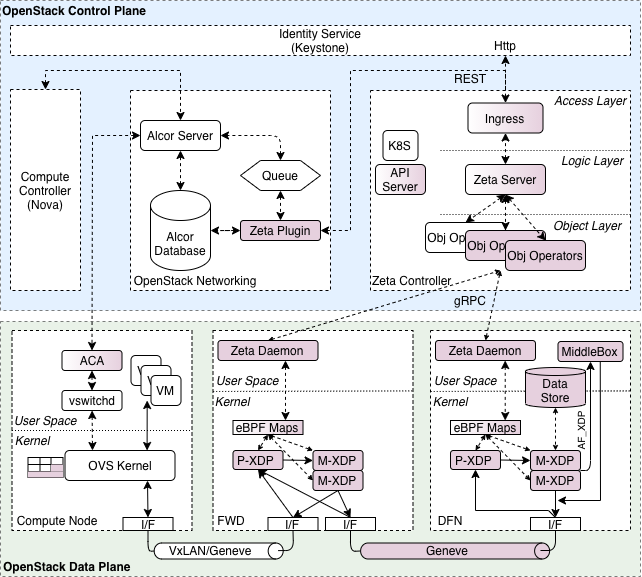 OpenStack Control Plane
Identity Service
(Keystone)
Http
REST
Access Layer
Ingress
Alcor Server
K8S
Logic Layer
API
Server
Zeta Server
Compute
Controller
(Nova)
Queue
Alcor
Database
Zeta Plugin
Object Layer
Obj Op
Obj Op
Obj Operators
OpenStack Networking
Zeta Controller
gRPC
ACA
VM
vswitchd
User Space
Kernel
OVS Kernel
Compute Node
I/F
Zeta Daemon
User Space
Kernel
eBPF Maps
P-XDP
M-XDP
M-XDP
FWD
I/F
I/F
Zeta Daemon
MiddleBox
User Space
Data
Store
Kernel
AF_XDP
eBPF Maps
P-XDP
M-XDP
M-XDP
DFN
I/F
VxLAN/Geneve
Geneve
OpenStack Data Plane